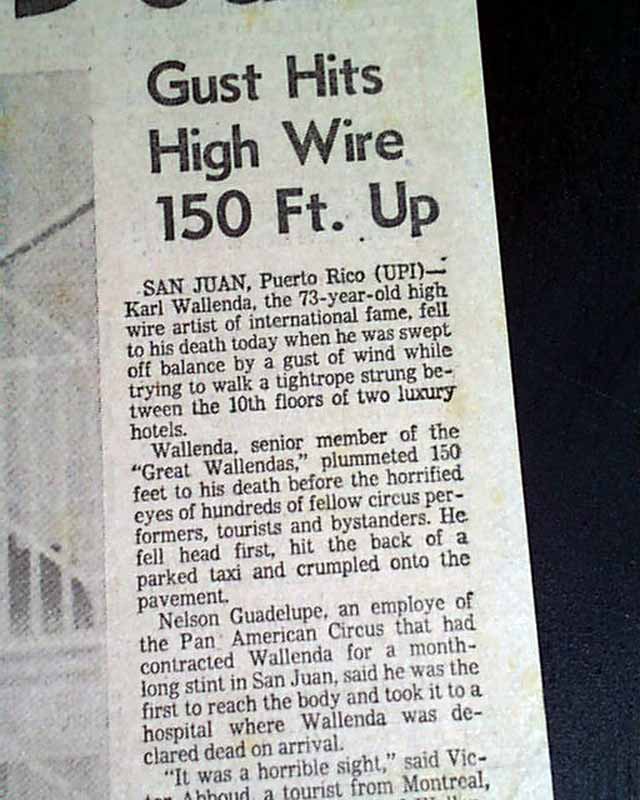 Gust Hits
High Wire
150 Ft. Up
SAN JUAN, Puerto Rico (UPI)—
Karl Wallenda, the 73-year-old high
wire artist of international fame, fell
to his death today when he was swept
off balance by a gust of wind while
trying to walk a tightrope strung be-
tween the 10th floors of two luxury
hotels.
Wallenda, senior member of the
“Great Wallendas,” plummeted 150
feet to his death before the horrified
eyes of hundreds of fellow circus per-
formers, tourists and bystanders. He
fell head first, hit the back of a
parked taxi and crumpled onto the
pavement.
Nelson Guadelupe, an employe of
the Pan American Circus that had
contracted Wallenda for a month-
long stint in San Juan, said he was the
first to reach the body and took it to a
hospital where Wallenda was de-
clared dead on arrival.
“It was a horrible sight,” said Vic-
Abboud, a tourist from Montreal,